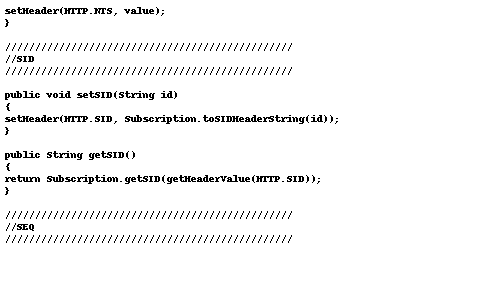 setHeader(HTTP.NTS, value);
}
////////////////////////////////////////////////
//SID
////////////////////////////////////////////////
public void setSID(String id)
{
setHeader(HTTP.SID, Subscription.toSIDHeaderString(id));
}
public String getSID()
{
return Subscription.getSID(getHeaderValue(HTTP.SID));
}
////////////////////////////////////////////////
//SEQ
////////////////////////////////////////////////